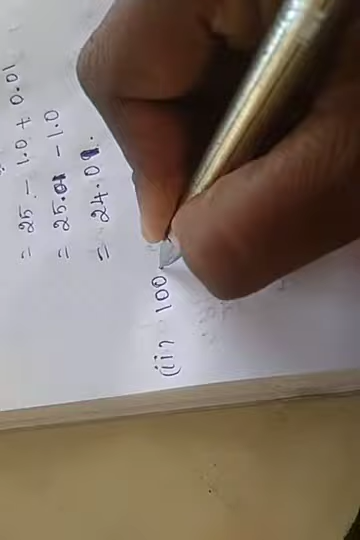 = 25 - 1.0 + 0.01
= 25.01 - 1.0
= 24.01.
(ii) 100